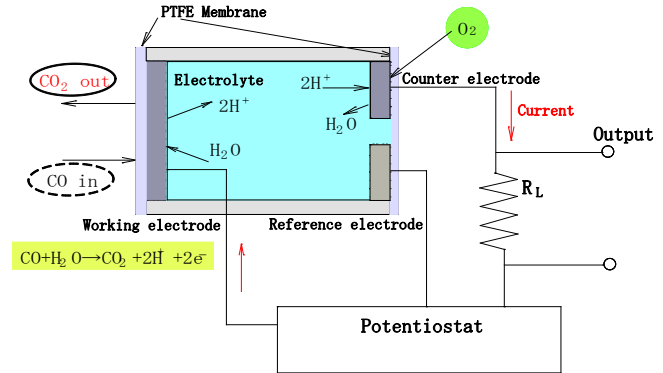 PTFE Membrane
O₂
CO₂ out
Electrolyte
2H⁺
2H⁺
Counter electrode
Current
H₂O
Output
H₂O
CO in
R_L
Working electrode
Reference electrode
CO+H₂O→CO₂ +2H⁺ +2e⁻
Potentiostat